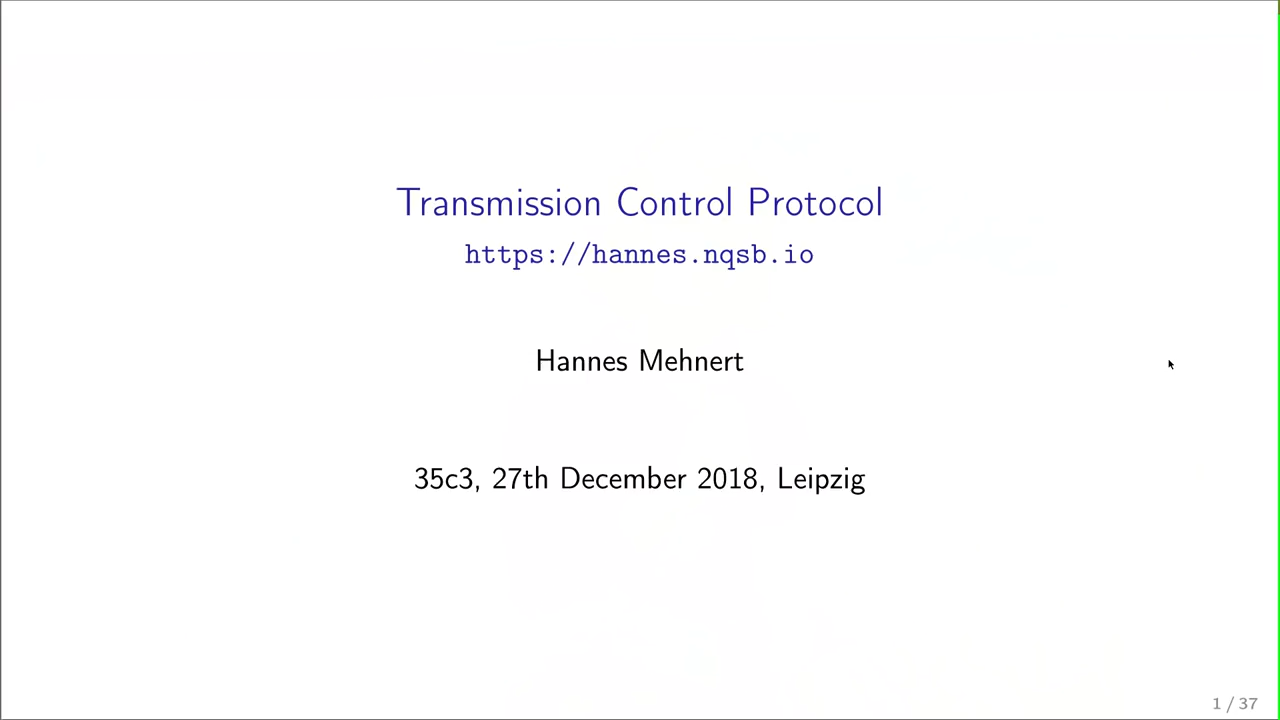 Transmission Control Protocol
https://hannes.nqsb.io
Hannes Mehnert
35c3, 27th December 2018, Leipzig
1 / 37